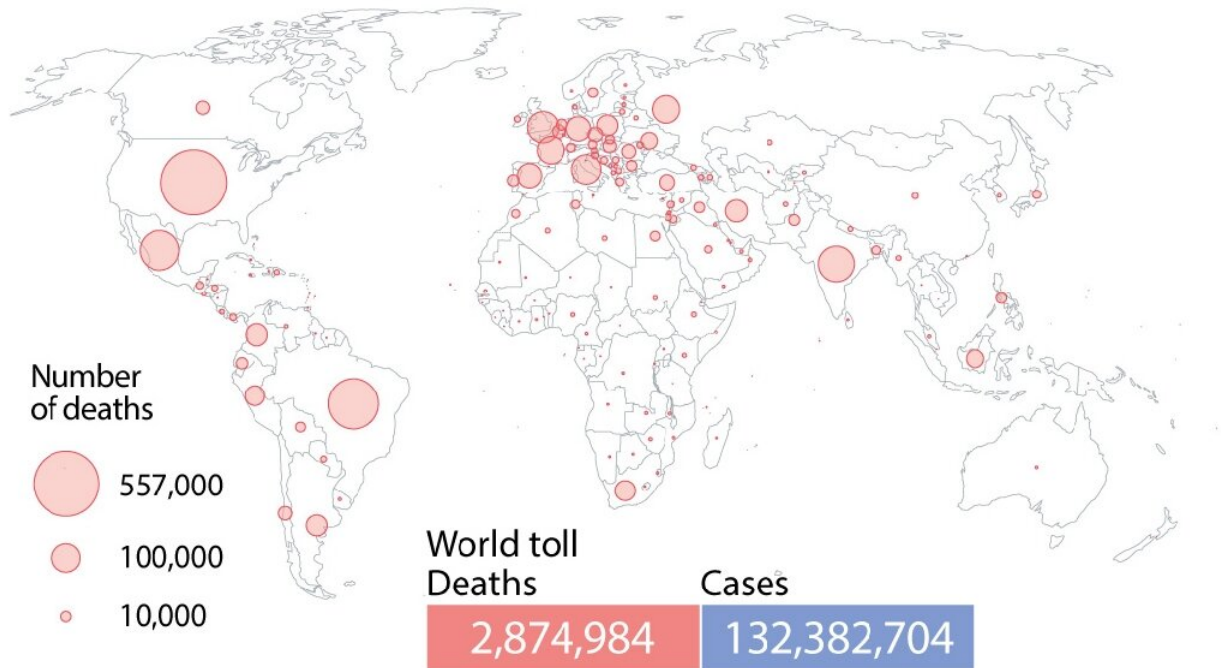 Number
of deaths
557,000
100,000
10,000
World toll
Deaths
Cases
2,874,984
132,382,704